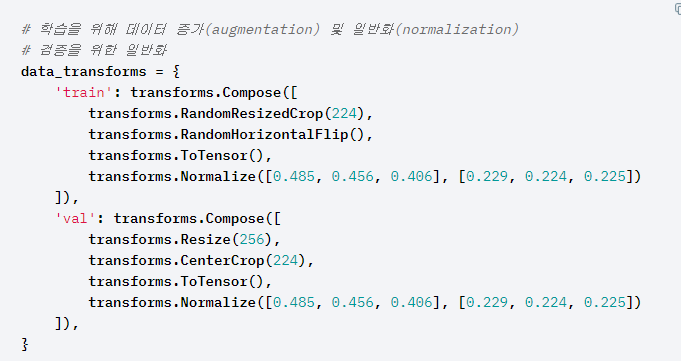 # 학습을 위해 데이터 증가(augmentation) 및 일반화(normalization)
# 검증을 위한 일반화
data_transforms = {
    'train': transforms.Compose([
        transforms.RandomResizedCrop(224),
        transforms.RandomHorizontalFlip(),
        transforms.ToTensor(),
        transforms.Normalize([0.485, 0.456, 0.406], [0.229, 0.224, 0.225])
    ]),
    'val': transforms.Compose([
        transforms.Resize(256),
        transforms.CenterCrop(224),
        transforms.ToTensor(),
        transforms.Normalize([0.485, 0.456, 0.406], [0.229, 0.224, 0.225])
    ]),
}